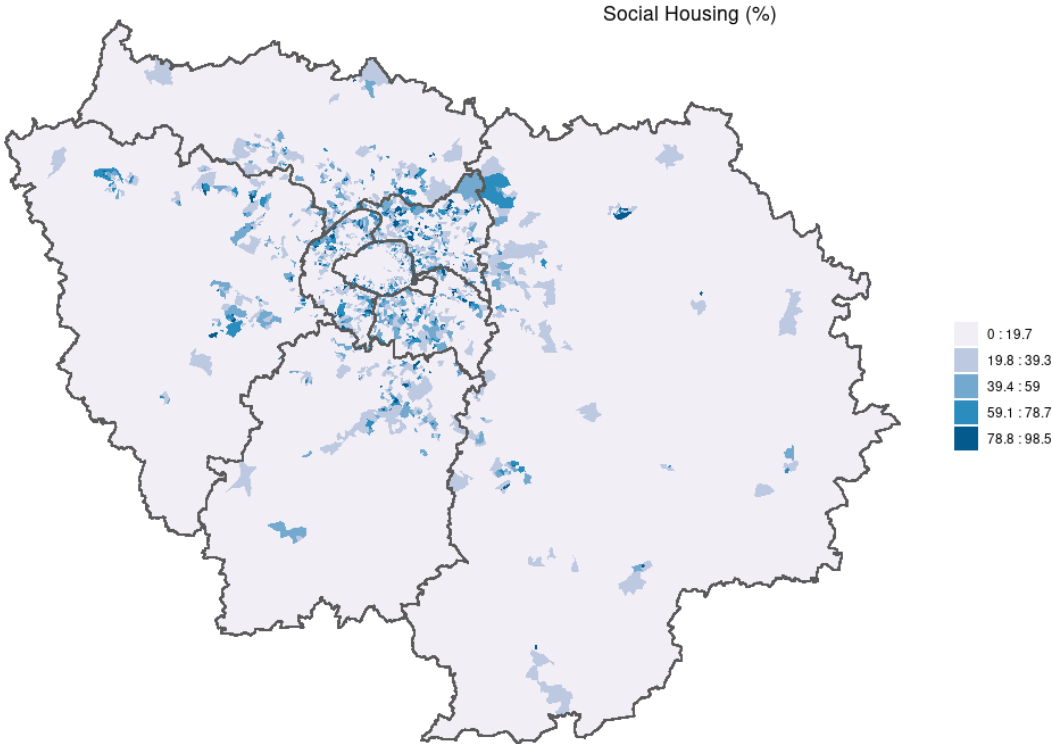 Social Housing (%)
0 : 19.7
19.8 : 39.3
39.4 : 59
59.1 : 78.7
78.8 : 98.5